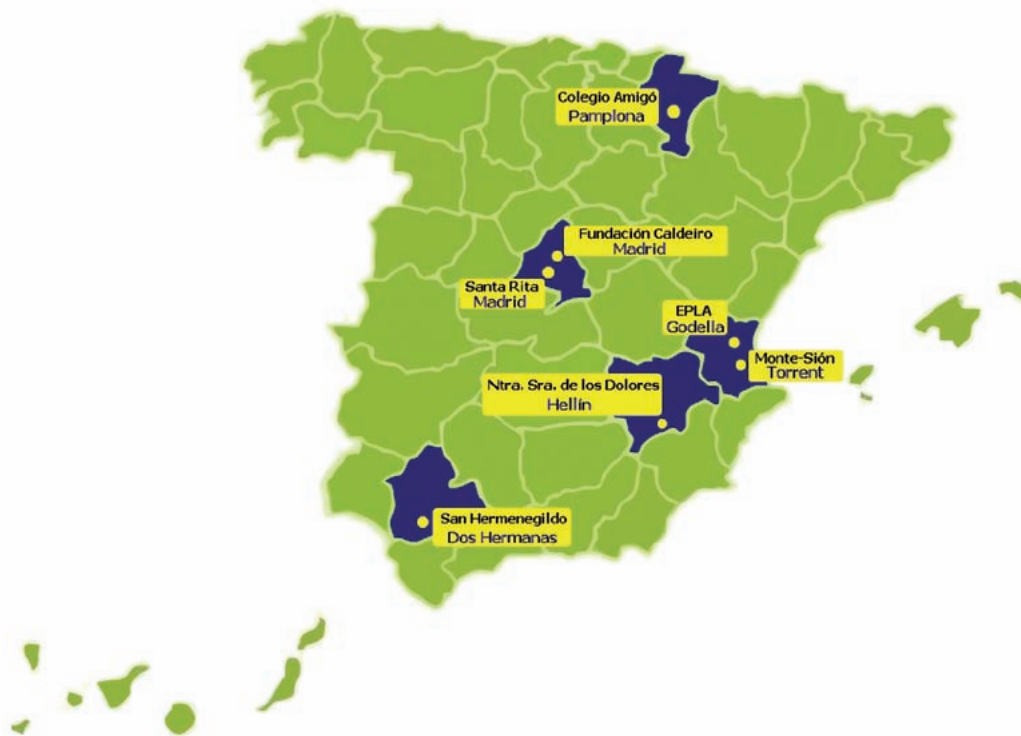 Colegio Amigó
Pamplona
Fundación Caldeiro
Madrid
Santa Rita
Madrid
EPLA
Godella
Monte-Sión
Torrent
Ntra. Sra. de los Dolores
Hellín
San Hermenegildo
Dos Hermanas